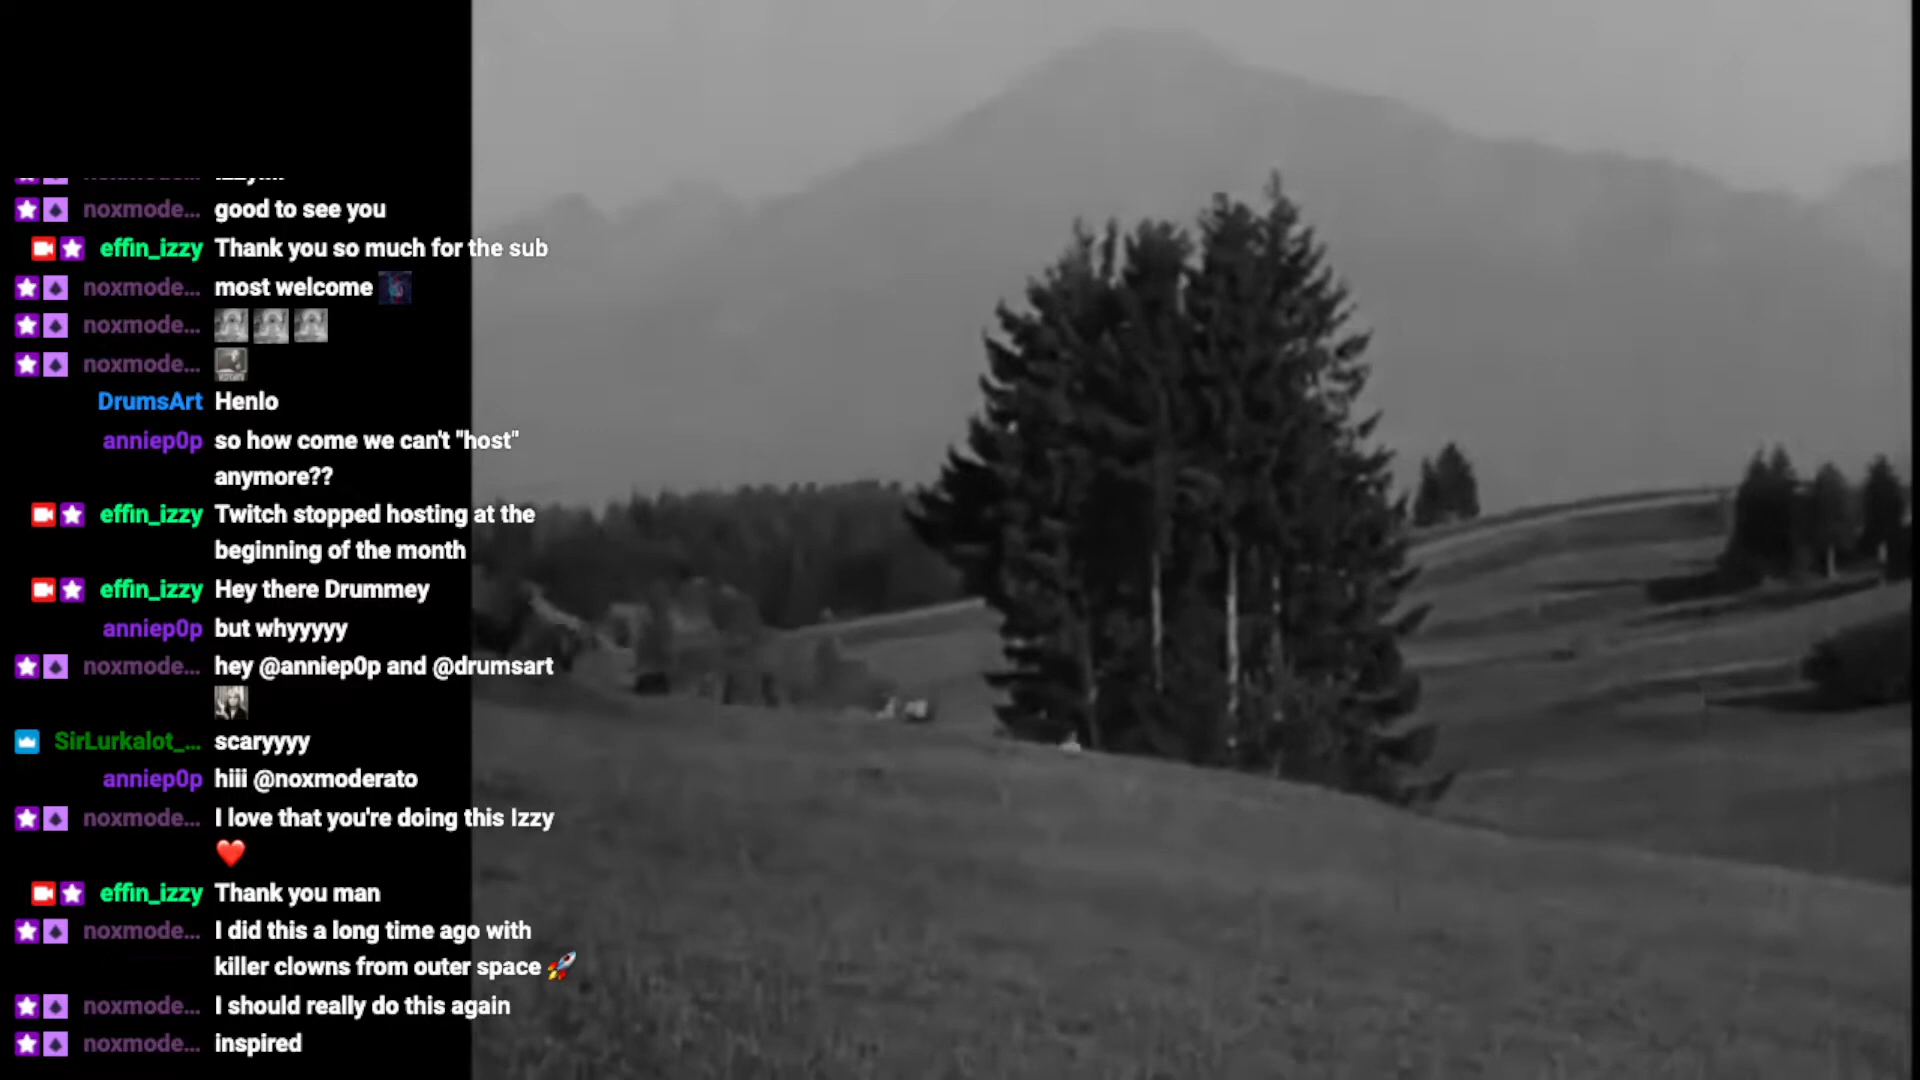 noxmode... good to see you
effin_izzy Thank you so much for the sub
noxmode... most welcome
noxmode...
noxmode...
DrumsArt Henlo
anniep0p so how come we can't "host"
anymore??
effin_izzy Twitch stopped hosting at the
beginning of the month
effin_izzy Hey there Drummey
anniep0p but whyyyyy
noxmode... hey @anniep0p and @drumsart
SirLurkalot_... scaryyyy
anniep0p hiii @noxmoderato
noxmode... I love that you're doing this Izzy
❤️
effin_izzy Thank you man
noxmode... I did this a long time ago with
killer clowns from outer space 🚀
noxmode... I should really do this again
noxmode... inspired